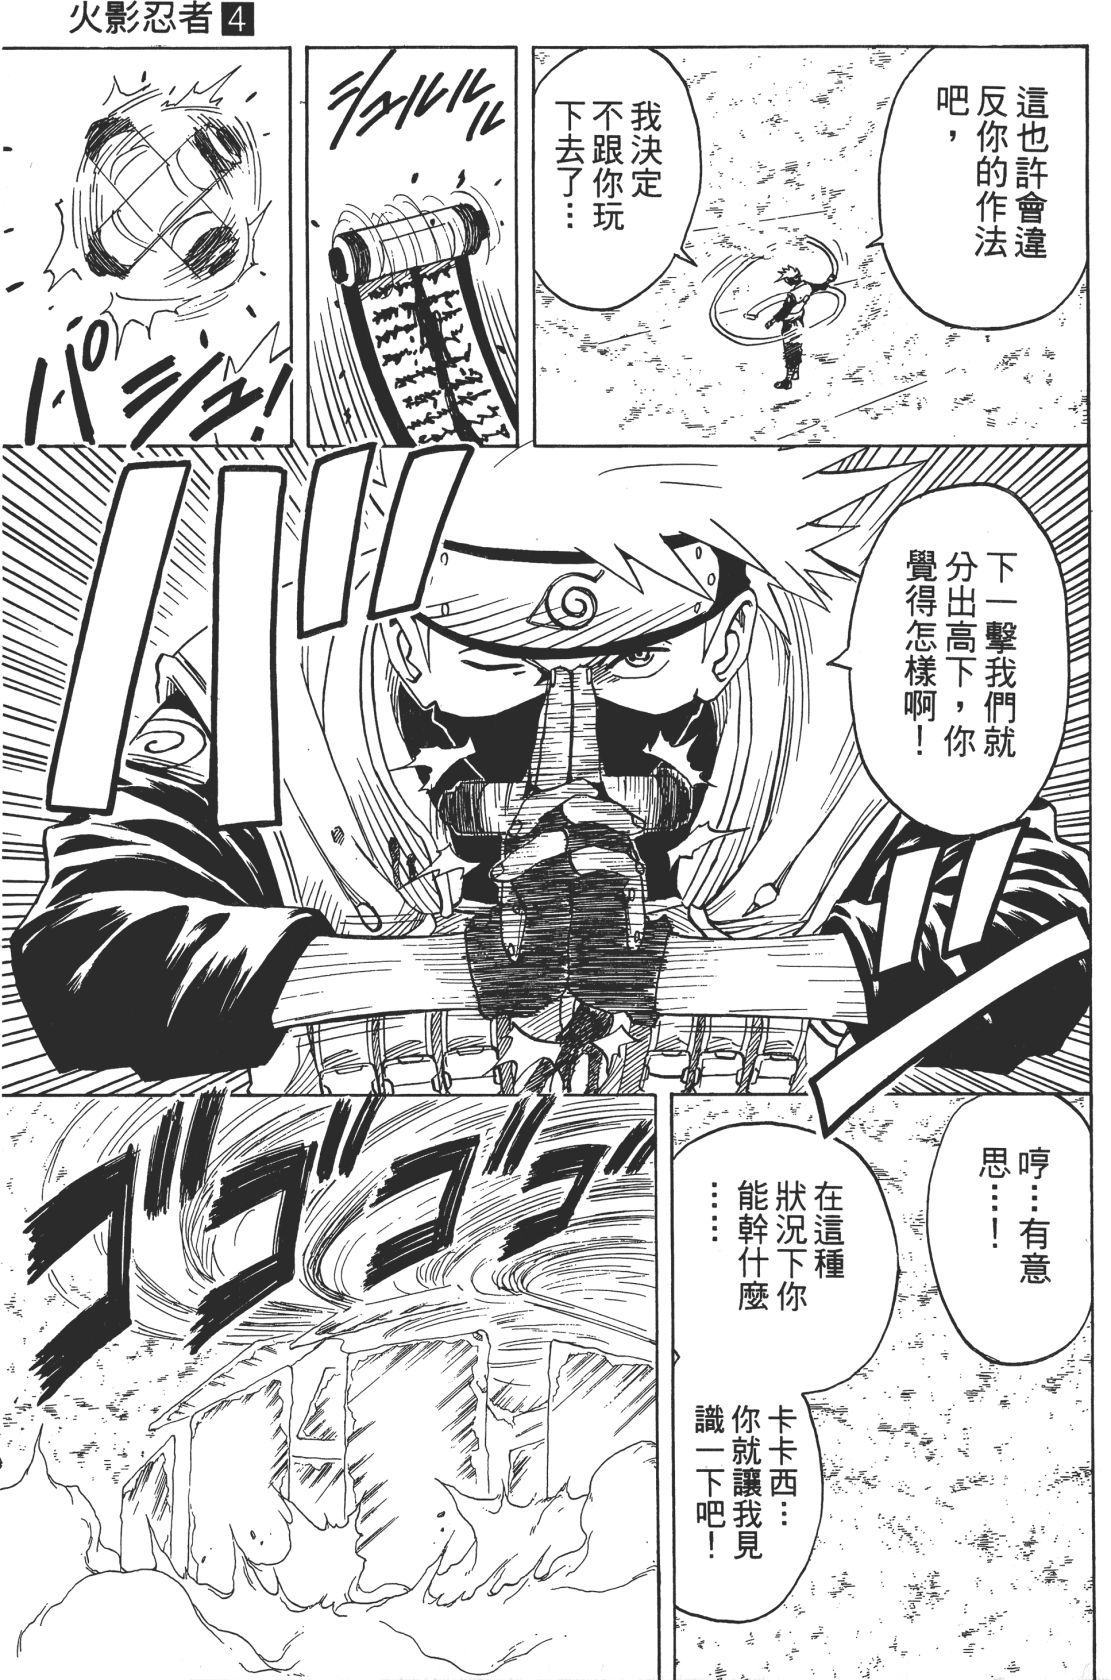 火影忍者 4
這也許會違
反你的作法
吧，
我決定
不跟你玩
下去了…
シュルルル
パシュ!
下一擊我們就
分出高下，你
覺得怎樣啊！
哼…有意
思…！
在這種
狀況下你
能幹什麼
……
卡卡西…
你就讓我見
識一下吧！
ゴゴゴゴ